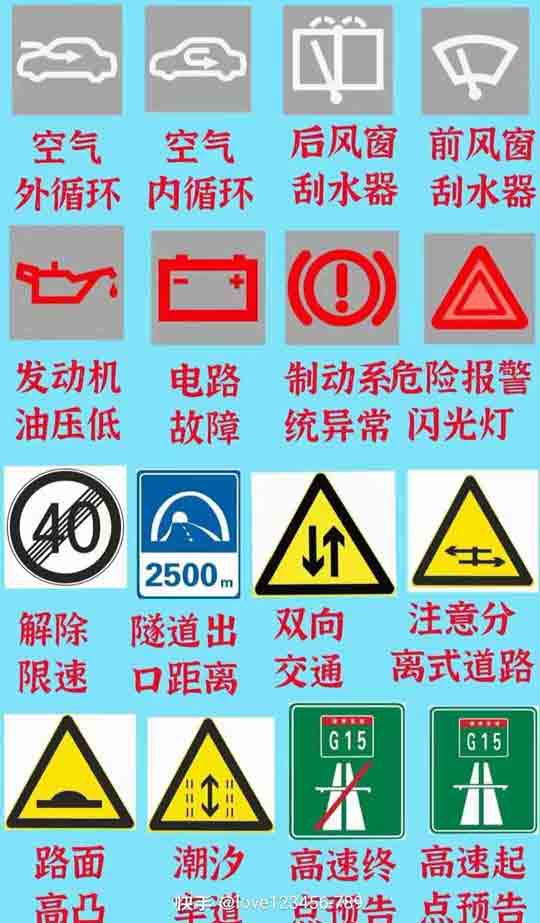 空气
外循环
空气
内循环
后风窗
刮水器
前风窗
刮水器
发动机
油压低
电路
故障
制动系
统异常
危险报警
闪光灯
40
解除
限速
2500m
隧道出
口距离
双向
交通
注意分
离式道路
路面
高凸
潮汐
车道
G15
高速终
点预告
G15
高速起
点预告
快手 @love123456.789